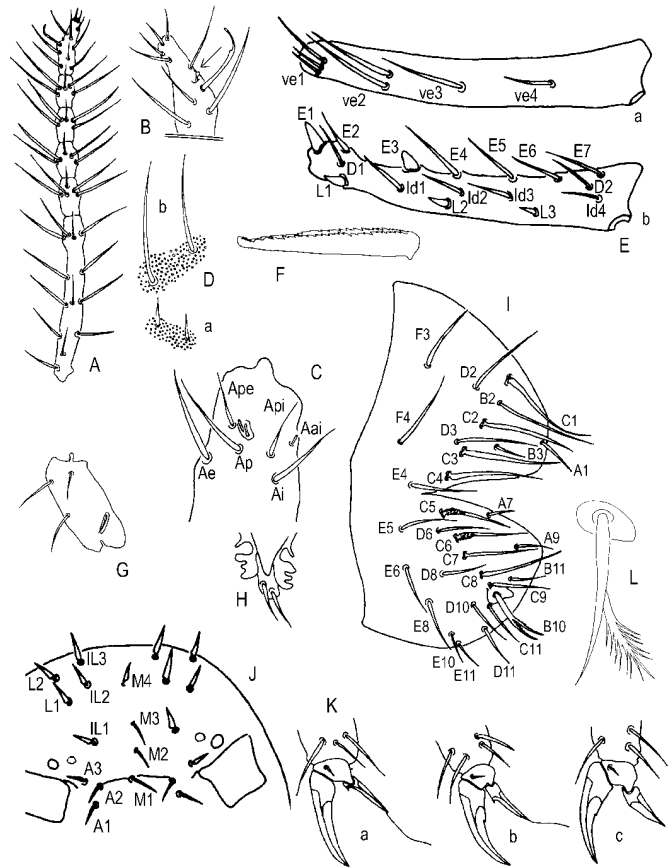 A
B
b
D
a
ve1
ve2
ve3
ve4
a
E1
E2
D1
L1
E3
E4
E5
E6
E7
Id1
Id2
Id3
D2
Id4
L2
L3
b
E
F
C
Ape
Api
Aai
Ae
Ap
Ai
G
H
I
F3
F4
D2
B2
C2
C1
D3
C3
B3
A1
C4
E4
C5
A7
E5
D6
C6
A9
C7
E6
D8
C8
B11
C9
E8
D10
B10
C11
E10
E11
D11
L
J
IL3
L2
L1
IL2
M4
IL1
M3
M2
A3
A2
M1
A1
K
a
b
c